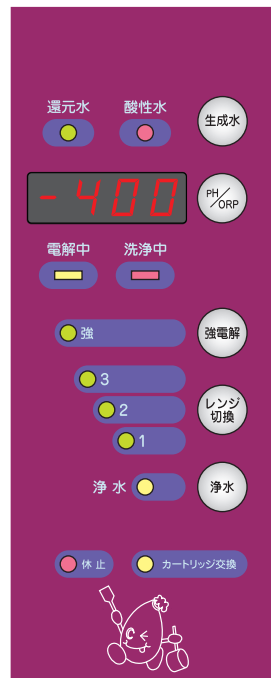 還元水 酸性水 生成水
-400 PH/ORP
電解中 洗浄中
強 強電解
3
2 レンジ
切換
1
浄水 浄水
休止 カートリッジ交換